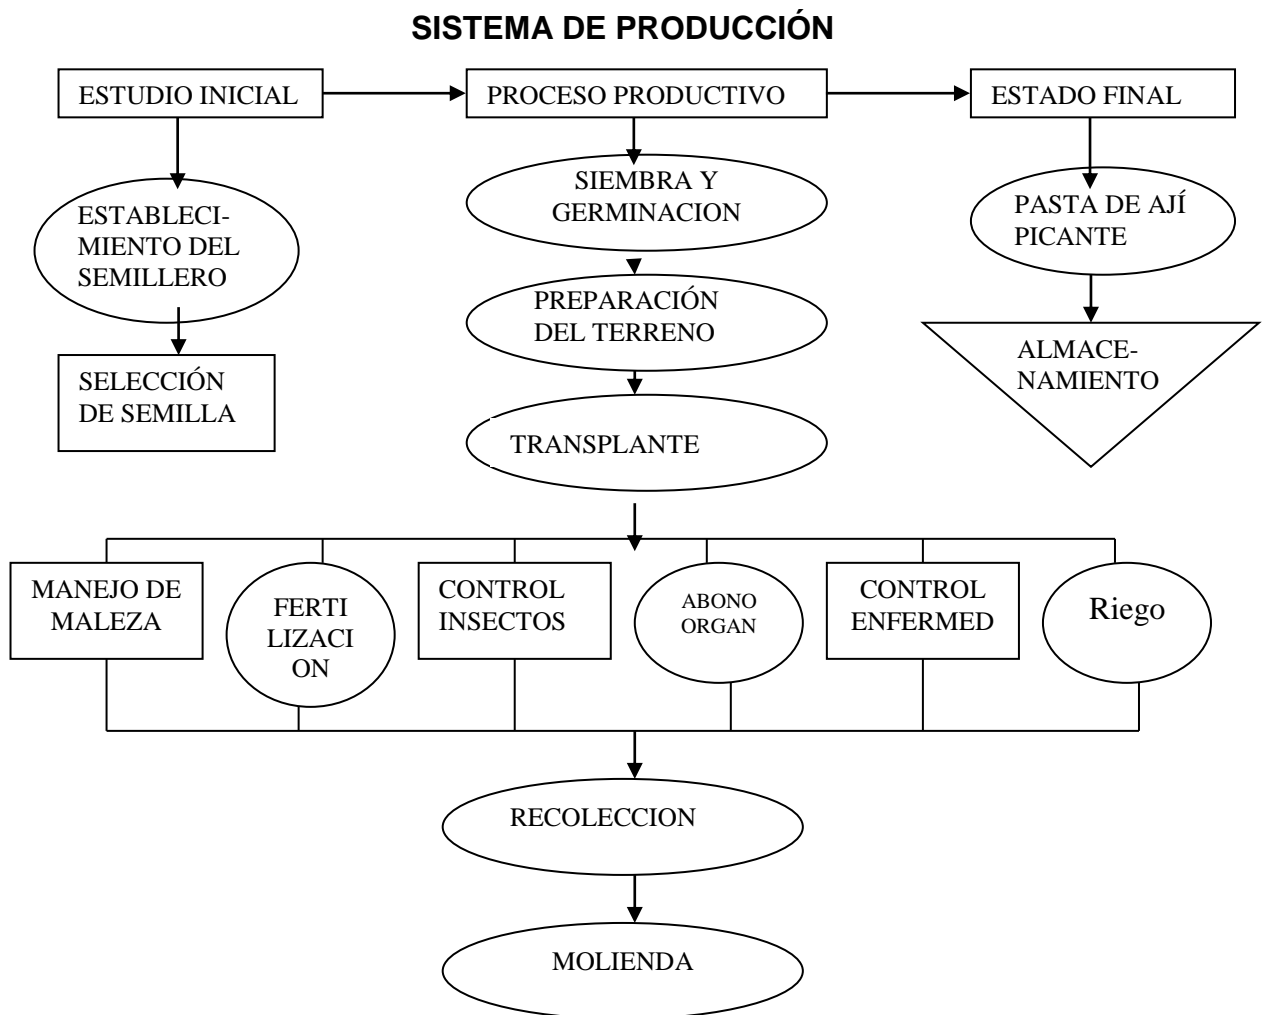 SISTEMA DE PRODUCCIÓN
ESTUDIO INICIAL
PROCESO PRODUCTIVO
ESTADO FINAL
ESTABLECI-
MIENTO DEL
SEMILLERO
SELECCIÓN
DE SEMILLA
SIEMBRA Y
GERMINACION
PREPARACIÓN
DEL TERRENO
TRANSPLANTE
PASTA DE AJÍ
PICANTE
ALMACE-
NAMIENTO
MANEJO DE
MALEZA
FERTI
LIZACI
ON
CONTROL
INSECTOS
ABONO
ORGAN
CONTROL
ENFERMED
Riego
RECOLECCION
MOLIENDA